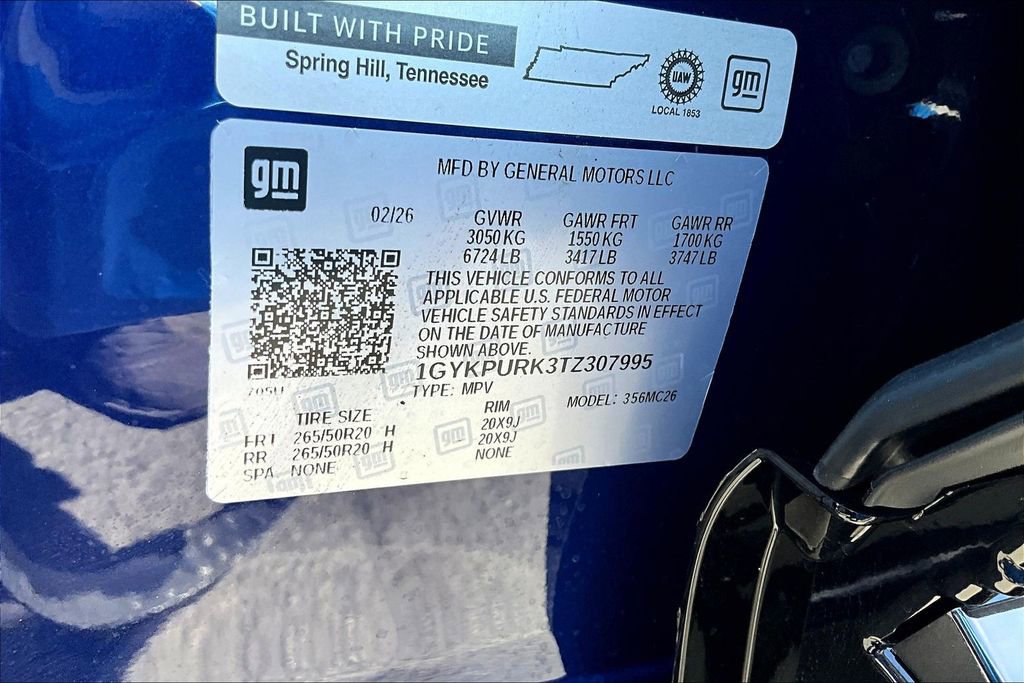 BUILT WITH PRIDE
Spring Hill, Tennessee
UAW
LOCAL 1853
gm
gm
MFD BY GENERAL MOTORS LLC
02/26 GVWR GAWR FRT GAWR RR
3050 KG 1550 KG 1700 KG
6724 LB 3417 LB 3747 LB
THIS VEHICLE CONFORMS TO ALL
APPLICABLE U.S. FEDERAL MOTOR
VEHICLE SAFETY STANDARDS IN EFFECT
ON THE DATE OF MANUFACTURE
SHOWN ABOVE.
1GYKPURK3TZ307995
TYPE: MPV MODEL: 356MC26
TIRE SIZE RIM
FRT 265/50R20 H 20X9J
RR 265/50R20 H 20X9J
SPA NONE NONE